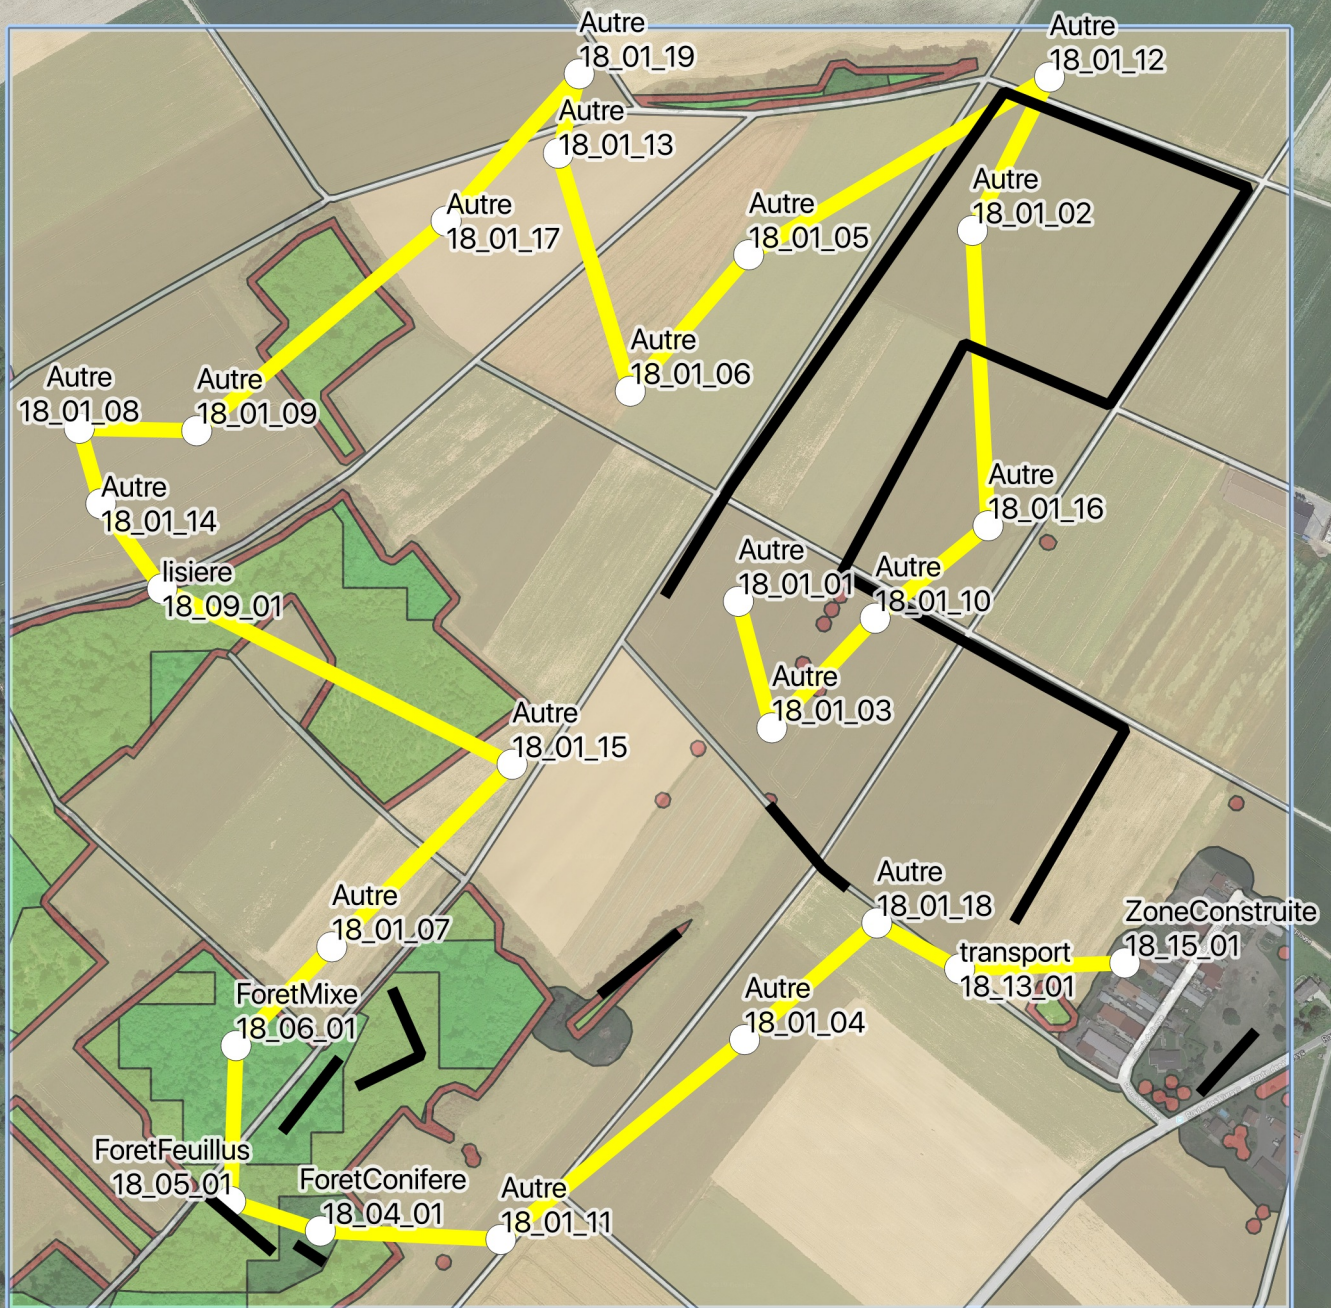 Autre
18_01_19
Autre
18_01_12
Autre
18_01_13
Autre
18_01_02
Autre
18_01_17
Autre
18_01_05
Autre
18_01_06
Autre
18_01_08
Autre
18_01_09
Autre
18_01_14
Autre
18_01_16
Autre
18_01_01
Autre
18_01_10
lisiere
18_09_01
Autre
18_01_03
Autre
18_01_15
Autre
18_01_18
Autre
18_01_07
ZoneConstruite
18_15_01
transport
18_13_01
ForetMixe
18_06_01
Autre
18_01_04
ForetFeuillus
18_05_01
ForetConifere
18_04_01
Autre
18_01_11